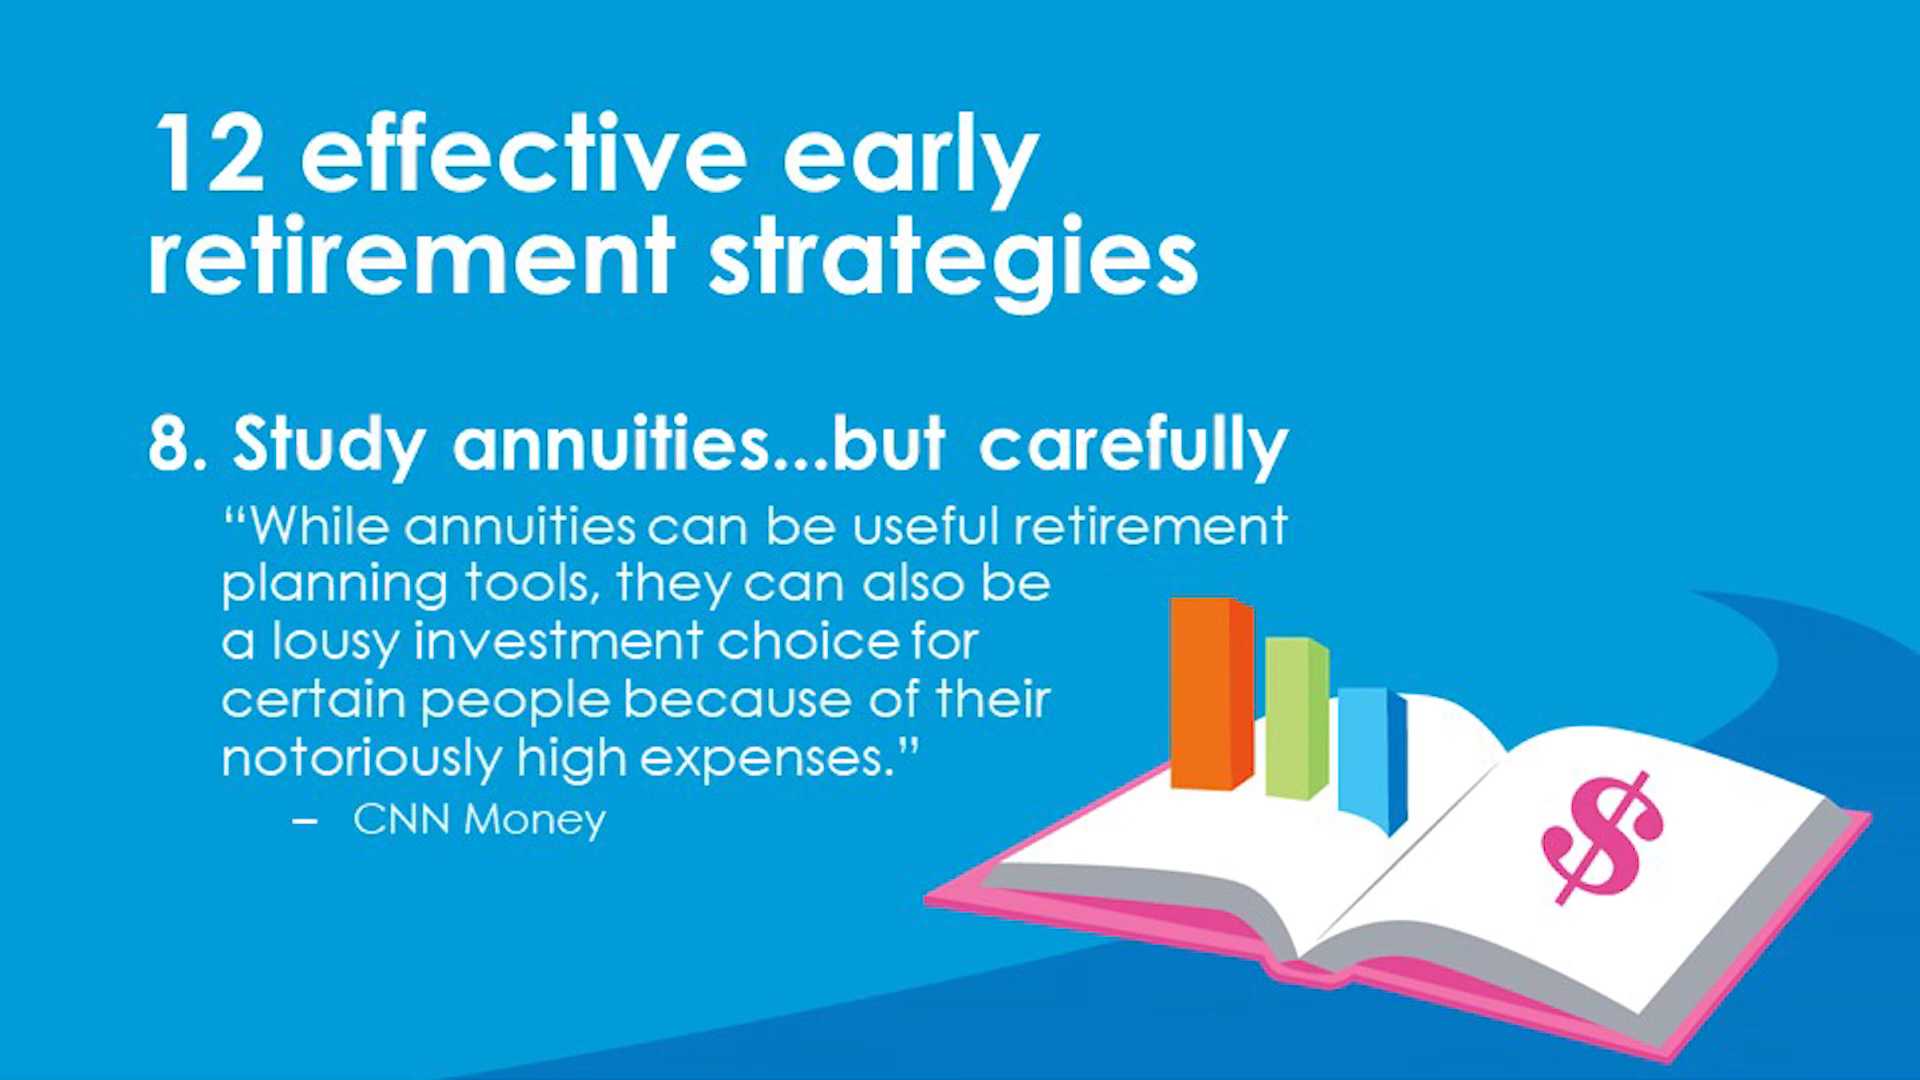 12 effective early
retirement strategies
8. Study annuities...but carefully
“While annuities can be useful retirement
planning tools, they can also be
a lousy investment choice for
certain people because of their
notoriously high expenses.”
– CNN Money
$